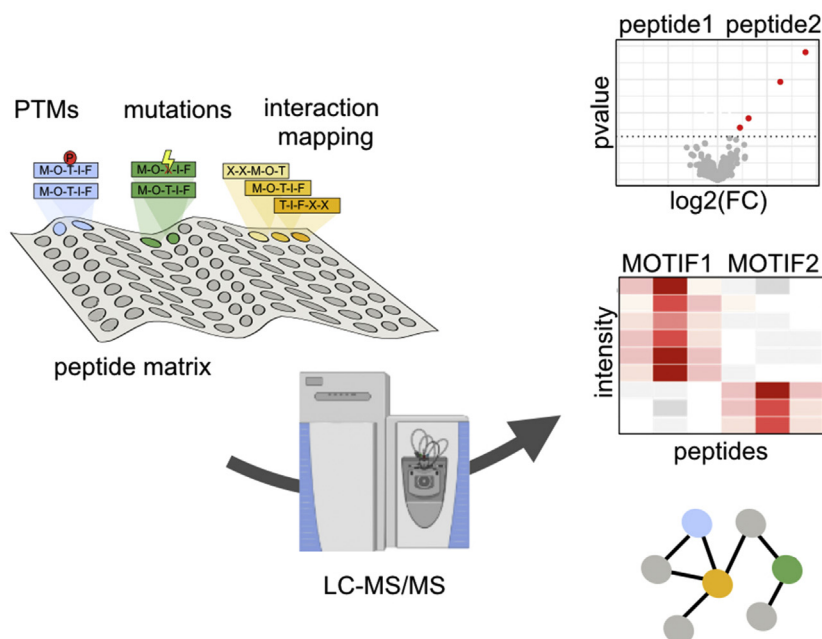 PTMs
mutations
interaction
mapping
P
M-O-T-I-F
M-O-T-I-F
M-O- -I-F
M-O-T-I-F
X-X-M-O-T
M-O-T-I-F
T-I-F-X-X
peptide matrix
LC-MS/MS
peptide1 peptide2
pvalue
log2(FC)
MOTIF1 MOTIF2
intensity
peptides